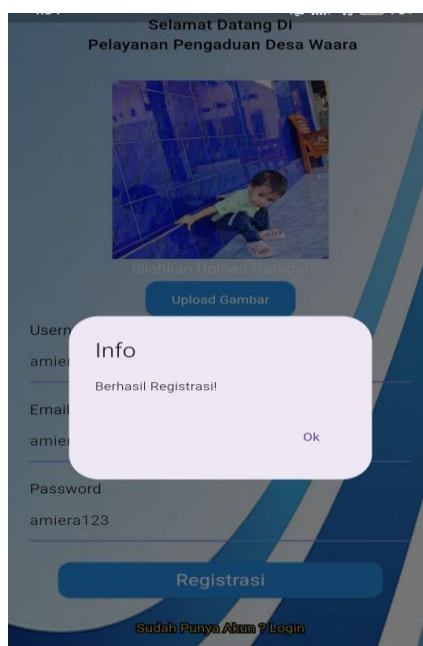 Selamat Datang Di
Pelayanan Pengaduan Desa Waara
Silahkan Upload Gambar
Upload Gambar
Info
Berhasil Registrasi!
Ok
Email
Password
amiera123
Registrasi
Sudah Punya Akun ? Login